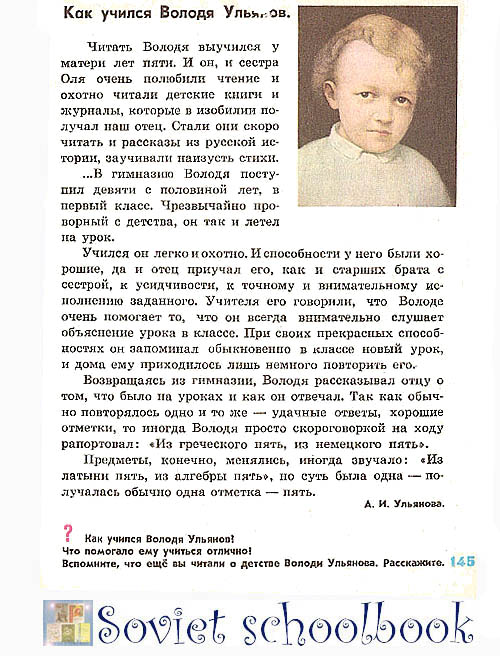 Как учился Володя Ульянов.
Читать Володя выучился у
матери лет пяти. И он, и сестра
Оля очень полюбили чтение и
охотно читали детские книги и
журналы, которые в изобилии по-
лучал наш отец. Стали они скоро
читать и рассказы из русской ис-
тории, заучивали наизусть стихи.
...В гимназию Володя посту-
пил девяти с половиной лет, в
первый класс. Чрезвычайно про-
ворный с детства, он так и летел
на урок.
Учился он легко и охотно. И способности у него были хо-
рошие, да и отец приучал его, как и старших брата с
сестрой, к усидчивости, к точному и внимательному ис-
полнению заданного. Учителя его говорили, что Володе
очень помогает то, что он всегда внимательно слушает
объяснение урока в классе. При своих прекрасных способ-
ностях он запоминал обыкновенно в классе новый урок,
и дома ему приходилось лишь немного повторить его.
Возвращаясь из гимназии, Володя рассказывал отцу о
том, что было на уроках и как он отвечал. Так как обыч-
но повторялось одно и то же — удачные ответы, хорошие
отметки, то иногда Володя просто скороговоркой на ходу
рапортовал: «Из греческого пять, из немецкого пять».
Предметы, конечно, менялись, иногда звучало: «Из
латыни пять, из алгебры пять», но суть была одна — по-
лучалась обычно одна отметка — пять.
А. И. Ульянова.
? Как учился Володя Ульянов?
Что помогало ему учиться отлично?
Вспомните, что ещё вы читали о детстве Володи Ульянова. Расскажите. 145
Soviet schoolbook